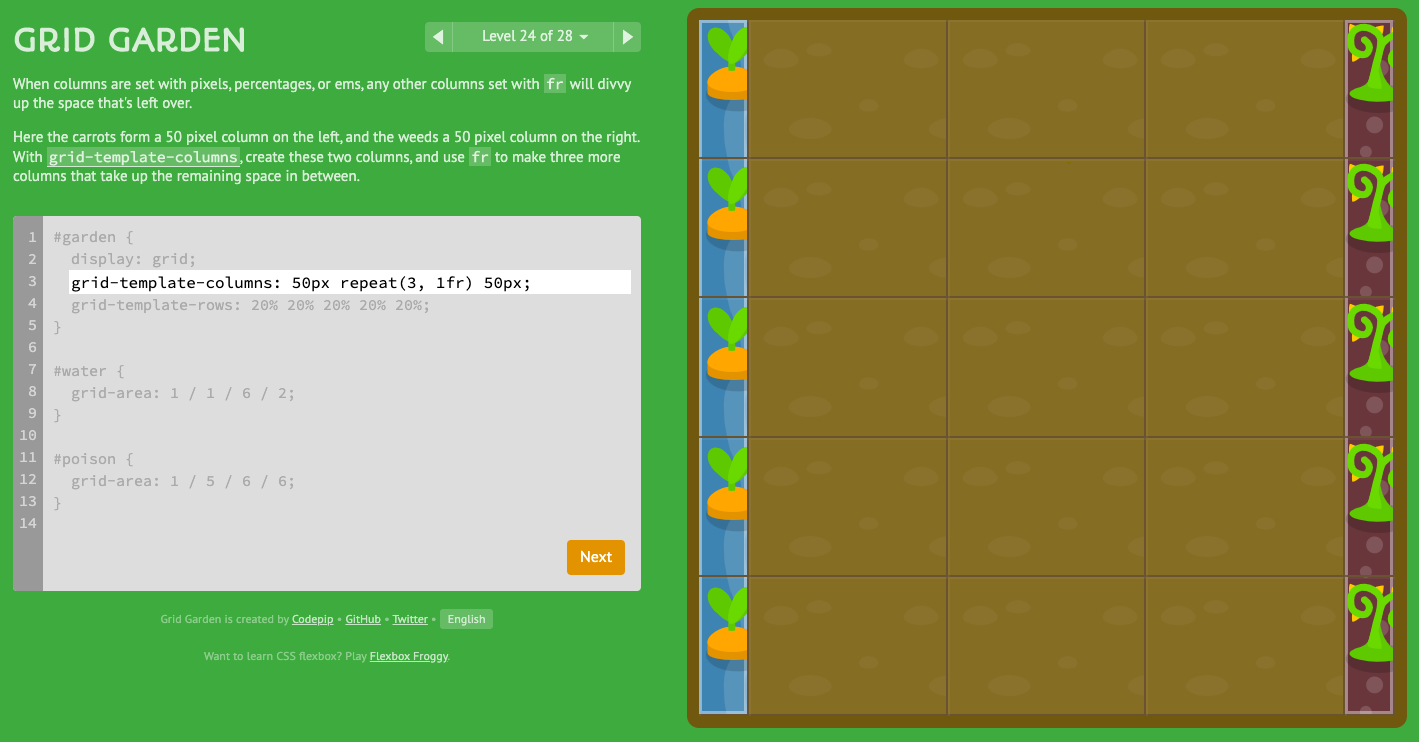 GRID GARDEN
Level 24 of 28
When columns are set with pixels, percentages, or ems, any other columns set with fr will divvy
up the space that's left over.
Here the carrots form a 50 pixel column on the left, and the weeds a 50 pixel column on the right.
With grid-template-columns, create these two columns, and use fr to make three more
columns that take up the remaining space in between.
1 #garden {
2 display: grid;
3 grid-template-columns: 50px repeat(3, 1fr) 50px;
4 grid-template-rows: 20% 20% 20% 20% 20%;
5 }
6
7 #water {
8 grid-area: 1 / 1 / 6 / 2;
9 }
10
11 #poison {
12 grid-area: 1 / 5 / 6 / 6;
13 }
14
Next
Grid Garden is created by Codepip • GitHub • Twitter • English
Want to learn CSS flexbox? Play Flexbox Froggy.